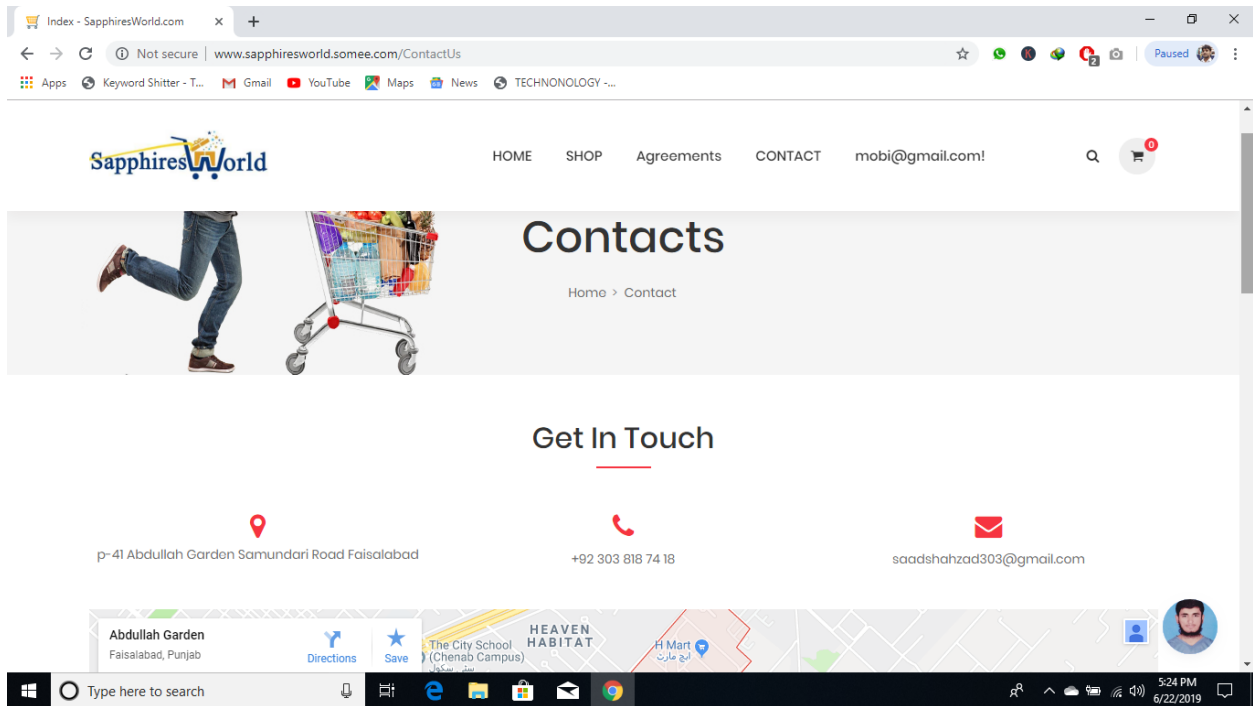 Index - SapphiresWorld.com
Not secure | www.sapphiresworld.somee.com/ContactUs
2
Paused
Apps Keyword Shitter - T... Gmail YouTube Maps News TECHNONOLOGY -...
SapphiresWorld
HOME SHOP Agreements CONTACT mobi@gmail.com! 0
Contacts
Home > Contact
Get In Touch
p-41 Abdullah Garden Samundari Road Faisalabad
+92 303 818 74 18
saadshahzad303@gmail.com
Abdullah Garden
Faisalabad, Punjab
Directions
Save
The City School
(Chenab Campus)
HEAVEN
HABITAT
H Mart
ایچ مارٹ
Type here to search
5:24 PM
6/22/2019